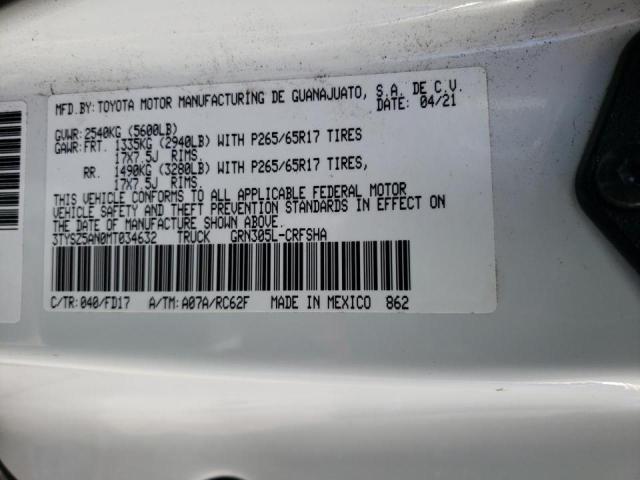 MFD.BY: TOYOTA MOTOR MANUFACTURING DE GUANAJUATO, S.A. DE C.V.
DATE: 04/21
GVWR: 2540KG (5600LB)
GAWR: FRT. 1335KG (2940LB) WITH P265/65R17 TIRES
17X7.5J RIMS,
RR. 1490KG (3280LB) WITH P265/65R17 TIRES,
17X7.5J RIMS,
THIS VEHICLE CONFORMS TO ALL APPLICABLE FEDERAL MOTOR
VEHICLE SAFETY AND THEFT PREVENTION STANDARDS IN EFFECT ON
THE DATE OF MANUFACTURE SHOWN ABOVE.
3TYSZ5AN0MT034632 TRUCK GRN305L-CRFSHA
C/TR: 040/FD17 A/TM: A07A/RC62F MADE IN MEXICO 862